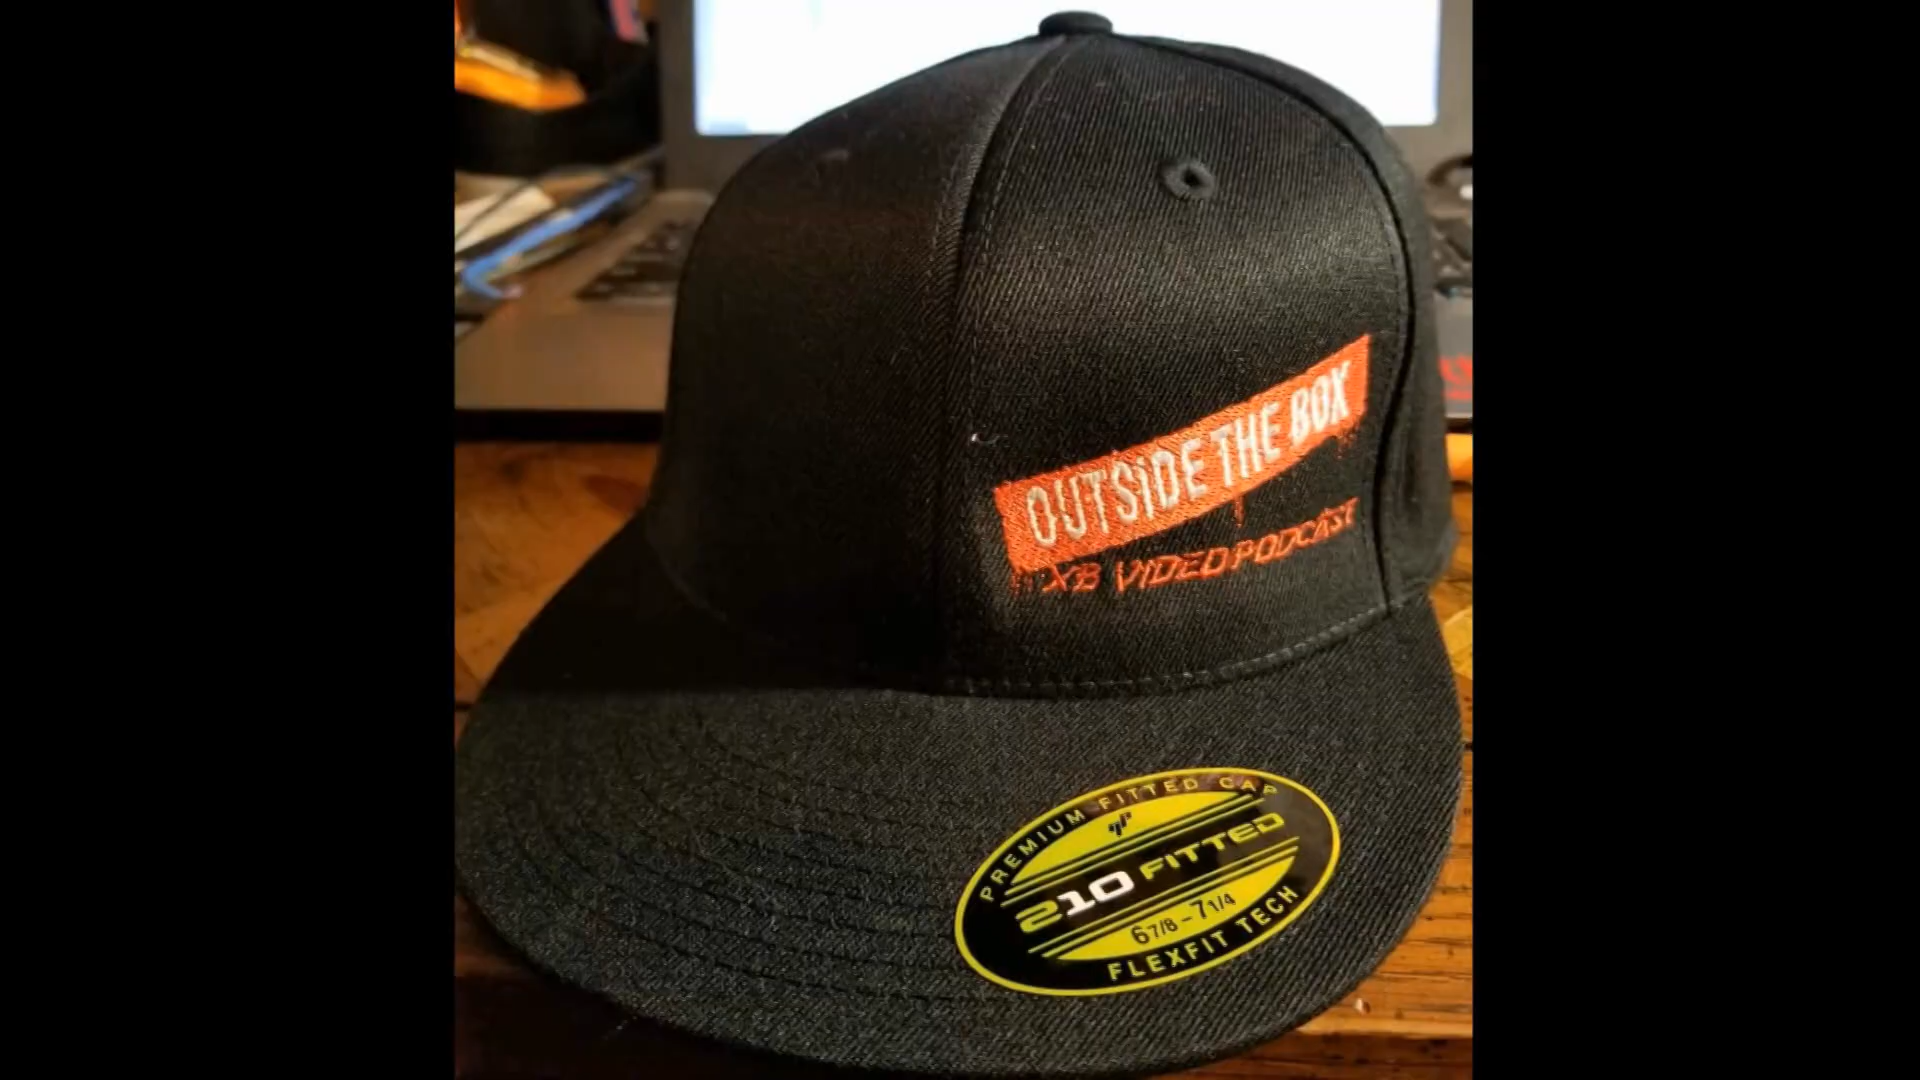 OUTSIDE THE BOX
XB VIDEO PODCAST
PREMIUM FITTED CAP
210 FITTED
6 7/8 - 7 1/4
FLEXFIT TECH